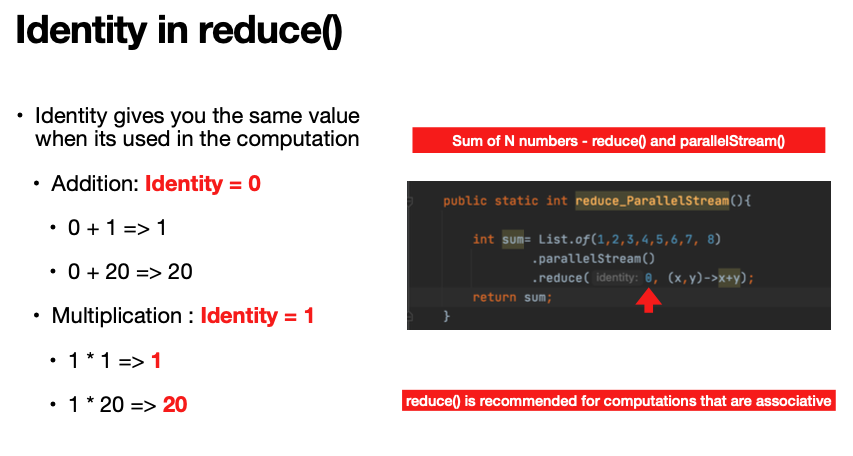 Identity in reduce()
• Identity gives you the same value
when its used in the computation
• Addition: Identity = 0
• 0 + 1 => 1
• 0 + 20 => 20
• Multiplication : Identity = 1
• 1 * 1 => 1
• 1 * 20 => 20
Sum of N numbers - reduce() and parallelStream()
public static int reduce_ParallelStream(){
int sum= List.of(1,2,3,4,5,6,7, 8)
.parallelStream()
.reduce( identity: 0, (x,y)->x+y);
return sum;
}
reduce() is recommended for computations that are associative